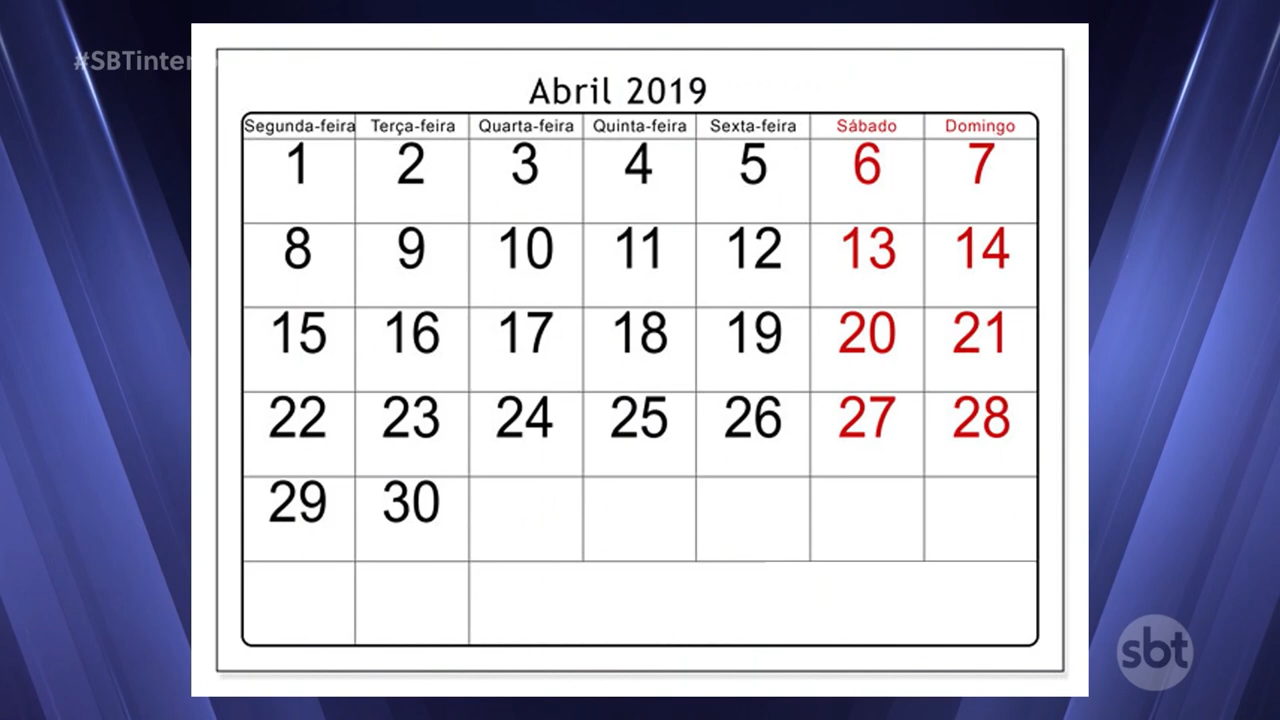 #SBTinter
Abril 2019
Segunda-feira Terça-feira Quarta-feira Quinta-feira Sexta-feira Sábado Domingo
1 2 3 4 5 6 7
8 9 10 11 12 13 14
15 16 17 18 19 20 21
22 23 24 25 26 27 28
29 30
sbt